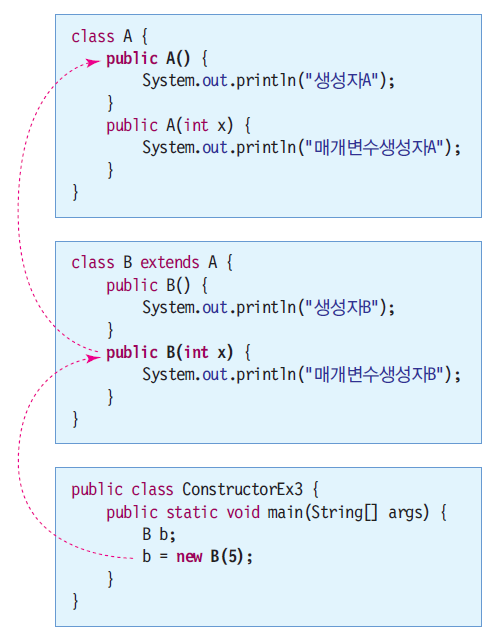 class A {
public A() {
System.out.println("생성자A");
}
public A(int x) {
System.out.println("매개변수생성자A");
}
}
class B extends A {
public B() {
System.out.println("생성자B");
}
public B(int x) {
System.out.println("매개변수생성자B");
}
}
public class ConstructorEx3 {
public static void main(String[] args) {
B b;
b = new B(5);
}
}